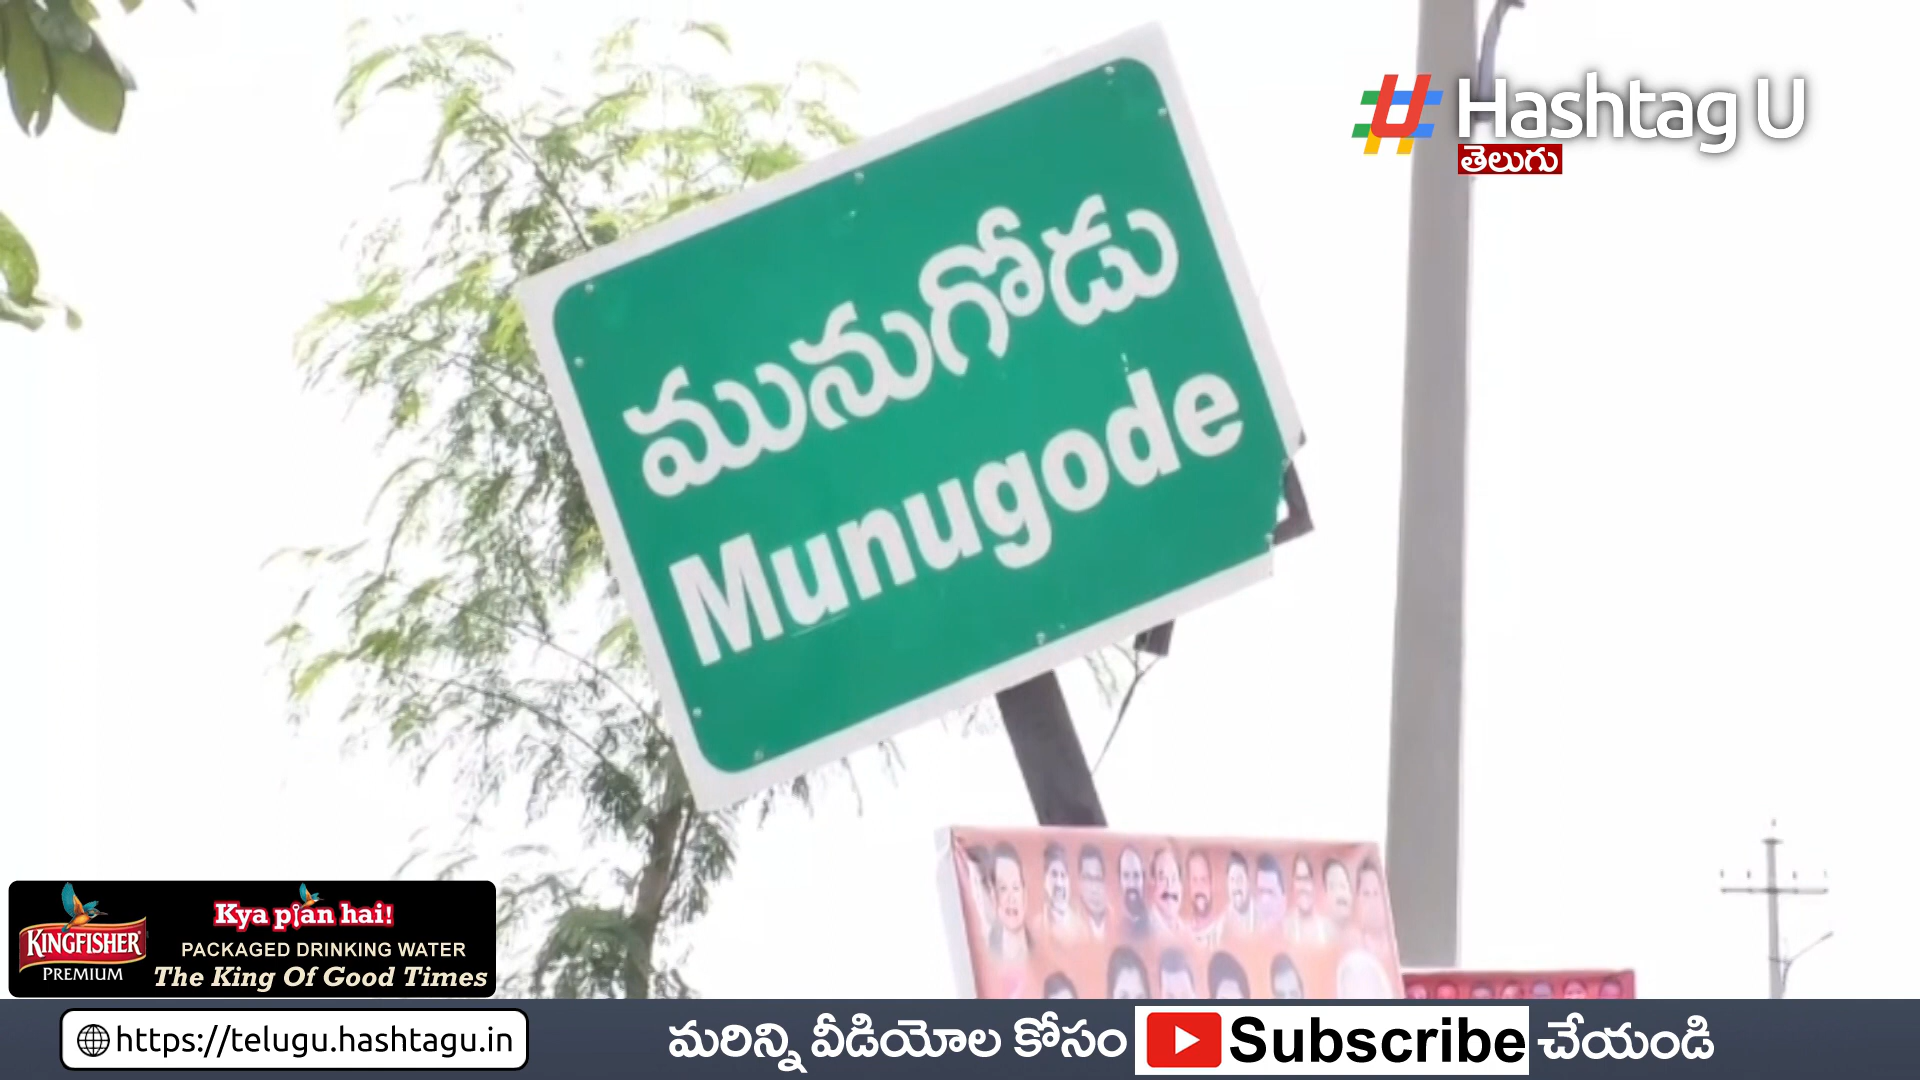 Hashtag U
తెలుగు
మునుగోడు
Munugode
Kya pian hai!
KINGFISHER
PREMIUM
PACKAGED DRINKING WATER
The King Of Good Times
https://telugu.hashtagu.in
మరిన్ని వీడియోల కోసం Subscribe చేయండి